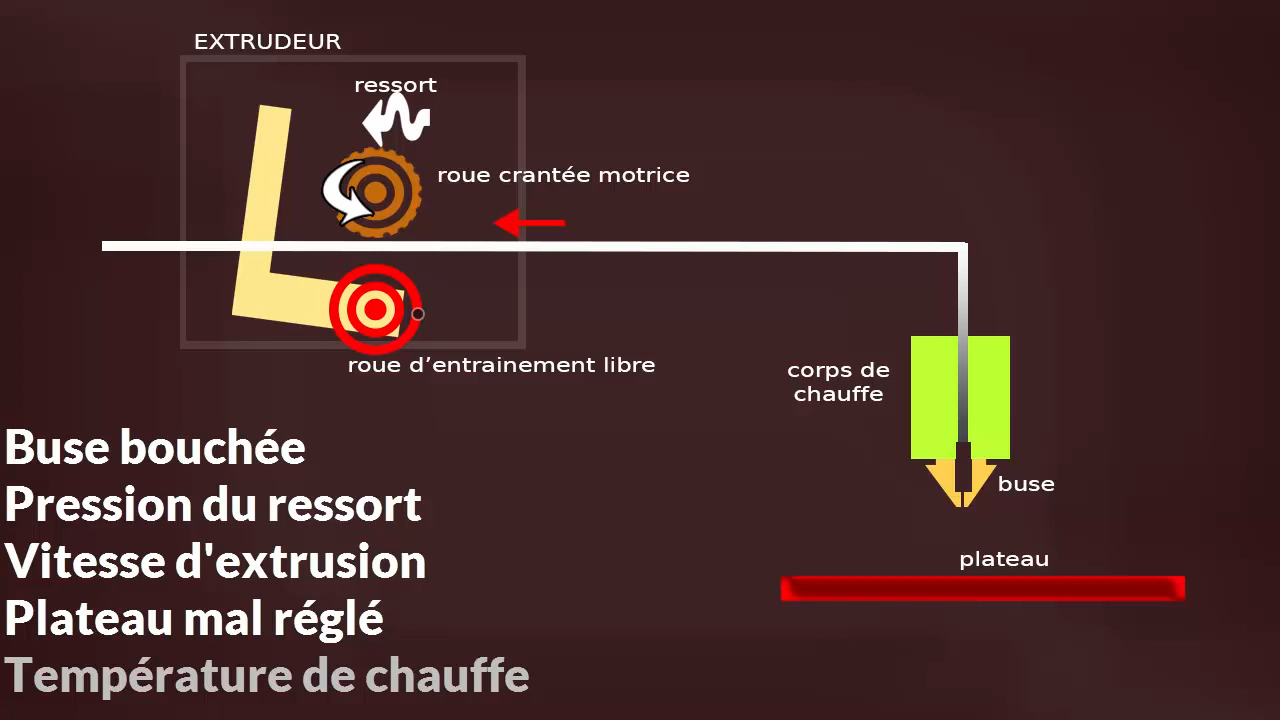 EXTRUDEUR
ressort
roue crantée motrice
roue d’entrainement libre
corps de
chauffe
buse
plateau
Buse bouchée
Pression du ressort
Vitesse d'extrusion
Plateau mal réglé
Température de chauffe